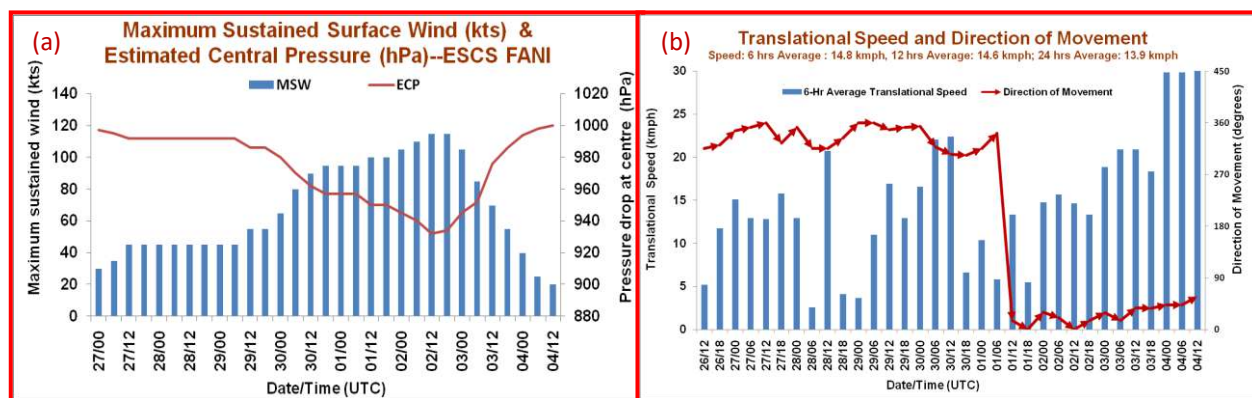 (a)
Maximum Sustained Surface Wind (kts) &
Estimated Central Pressure (hPa)--ESCS FANI
MSW ECP
Maximum sustained wind (kts)
140
120
100
80
60
40
20
0
1020
1000
980
960
940
920
900
880
Pressure drop at centre (hPa)
27/00 27/12 28/00 28/12 29/00 29/12 30/00 30/12 01/00 01/12 02/00 02/12 03/00 03/12 04/00 04/12
Date/Time (UTC)
(b)
Translational Speed and Direction of Movement
Speed: 6 hrs Average : 14.8 kmph, 12 hrs Average: 14.6 kmph; 24 hrs Average: 13.9 kmph
6-Hr Average Translational Speed Direction of Movement
Translational Speed (kmph)
30
25
20
15
10
5
0
450
360
270
180
90
0
Direction of Movement (degrees)
26/12 26/18 27/00 27/06 27/12 27/18 28/00 28/06 28/12 28/18 29/00 29/06 29/12 29/18 30/00 30/06 30/12 30/18 01/00 01/06 01/12 01/18 02/00 02/06 02/12 02/18 03/00 03/06 03/12 03/18 04/00 04/06 04/12
Date/Time (UTC)